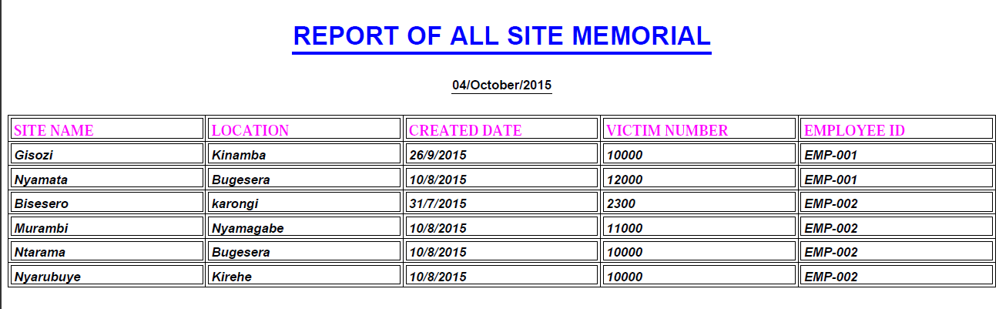 REPORT OF ALL SITE MEMORIAL
04/October/2015
SITE NAME LOCATION CREATED DATE VICTIM NUMBER EMPLOYEE ID
Gisozi Kinamba 26/9/2015 10000 EMP-001
Nyamata Bugesera 10/8/2015 12000 EMP-001
Bisesero karongi 31/7/2015 2300 EMP-002
Murambi Nyamagabe 10/8/2015 11000 EMP-002
Ntarama Bugesera 10/8/2015 10000 EMP-002
Nyarubuye Kirehe 10/8/2015 10000 EMP-002